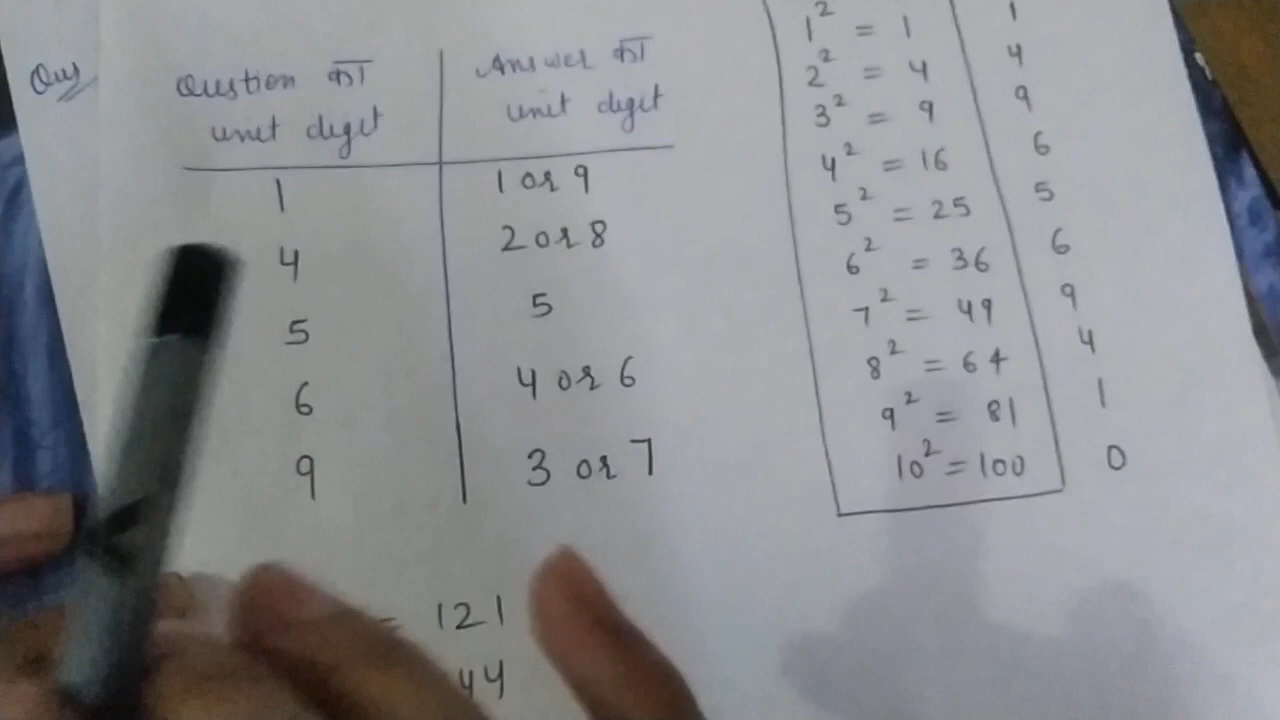 Qus
Qustion का
unit digit
Answer का
unit digit
1
1 or 9
4
2 or 8
5
5
6
4 or 6
9
3 or 7
= 121
44
1² = 1
1
2² = 4
4
3² = 9
9
4² = 16
6
5² = 25
5
6² = 36
6
7² = 49
9
8² = 64
4
9² = 81
1
10² = 100
0